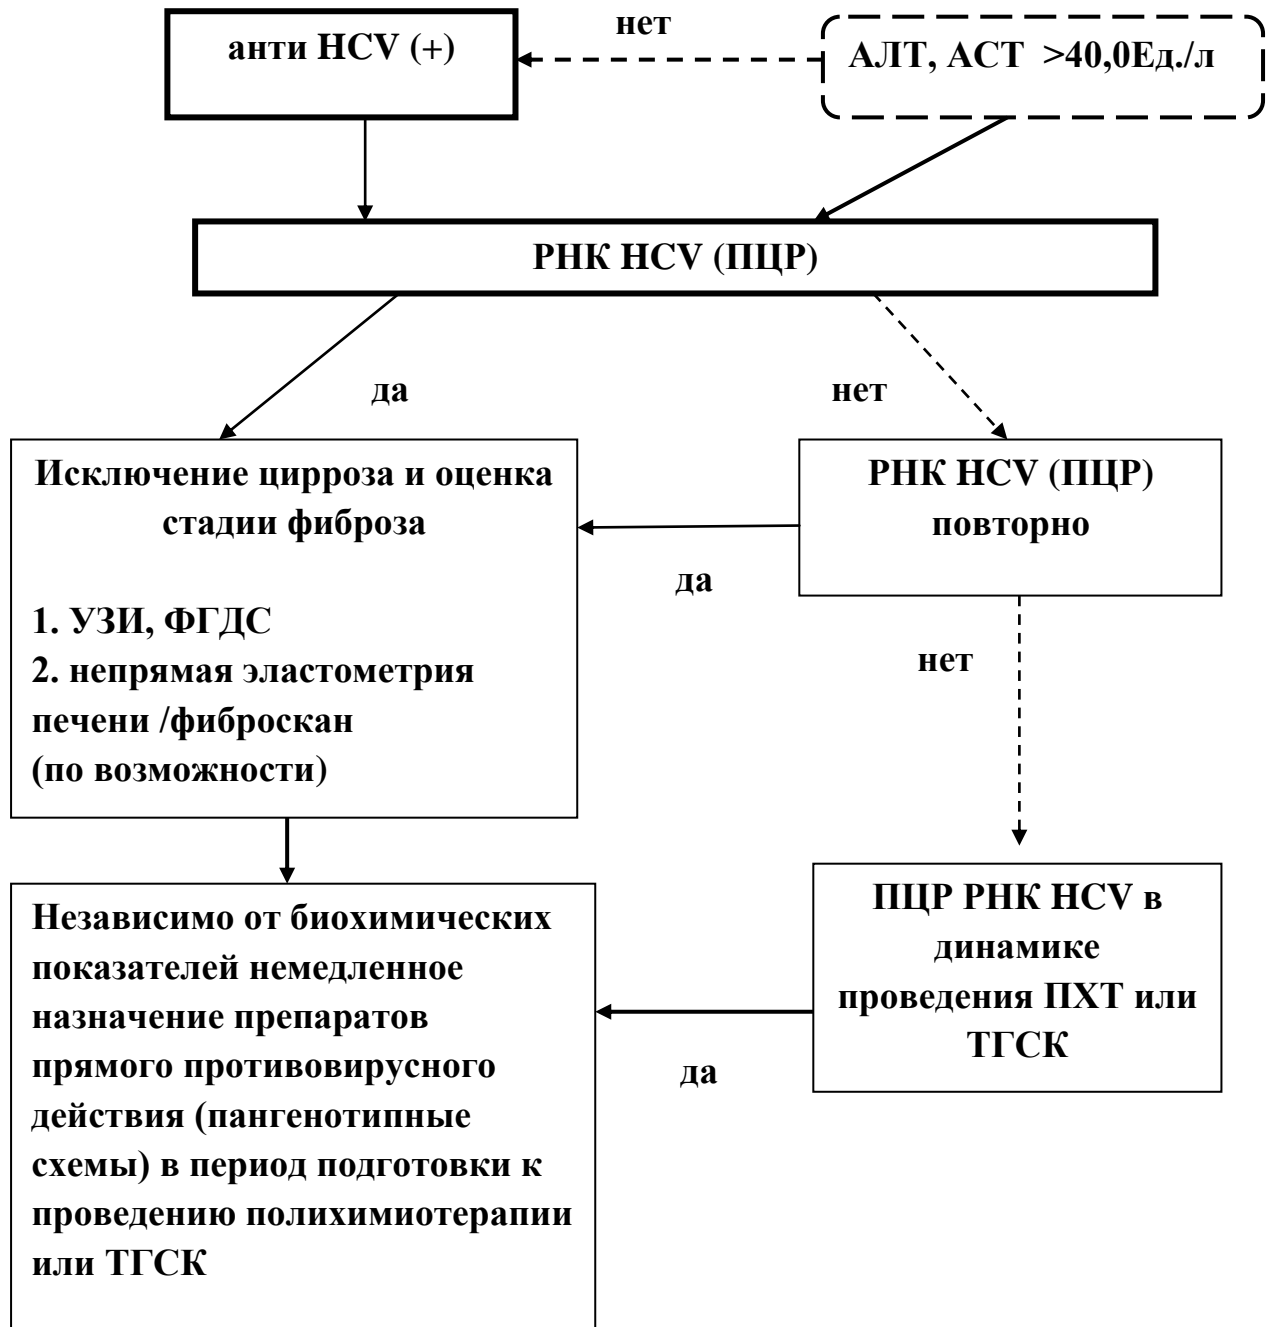 нет
анти HCV (+)
АЛТ, АСТ >40,0Ед./л
РНК HCV (ПЦР)
да
нет
Исключение цирроза и оценка
стадии фиброза
1. УЗИ, ФГДС
2. непрямая эластометрия
печени /фиброскан
(по возможности)
РНК HCV (ПЦР)
повторно
да
нет
Независимо от биохимических
показателей немедленное
назначение препаратов
прямого противовирусного
действия (пангенотипные
схемы) в период подготовки к
проведению полихимиотерапии
или ТГСК
ПЦР РНК HCV в
динамике
проведения ПХТ или
ТГСК
да